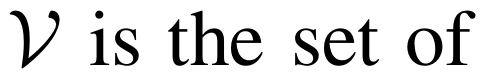 𝒱 is the set of